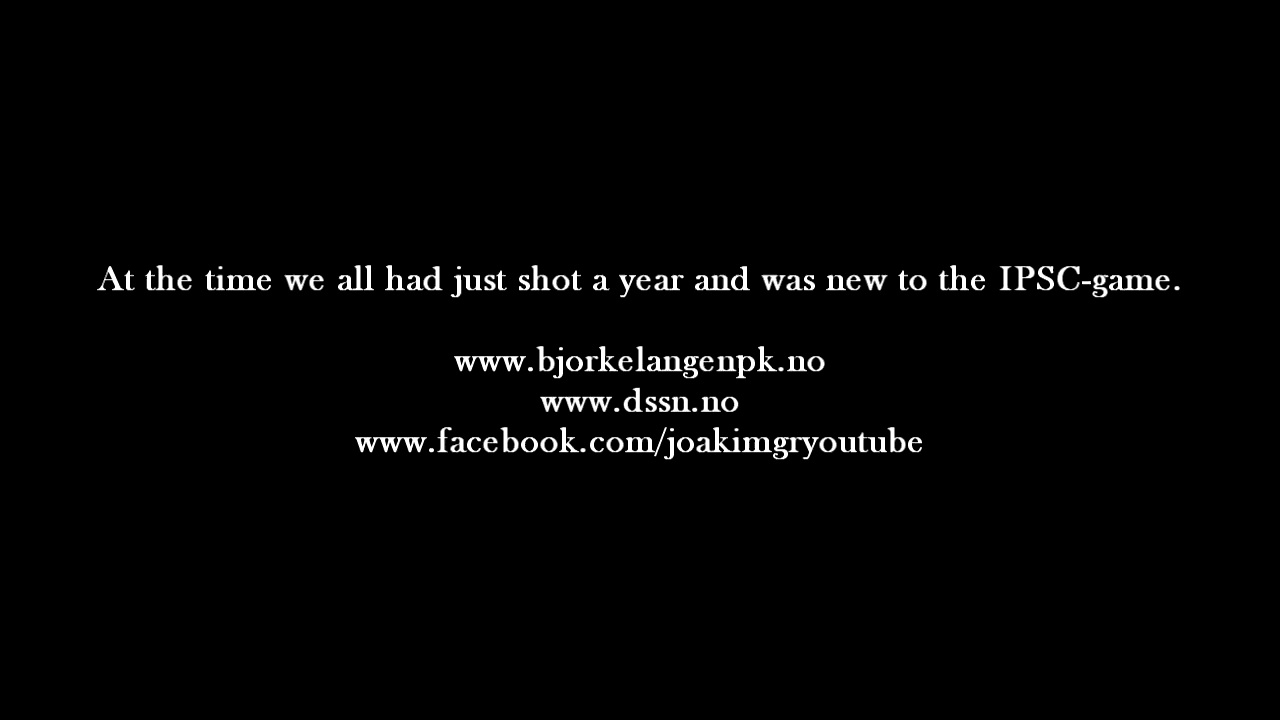 At the time we all had just shot a year and was new to the IPSC-game.
www.bjorkelangenpk.no
www.dssn.no
www.facebook.com/joakimgryoutube